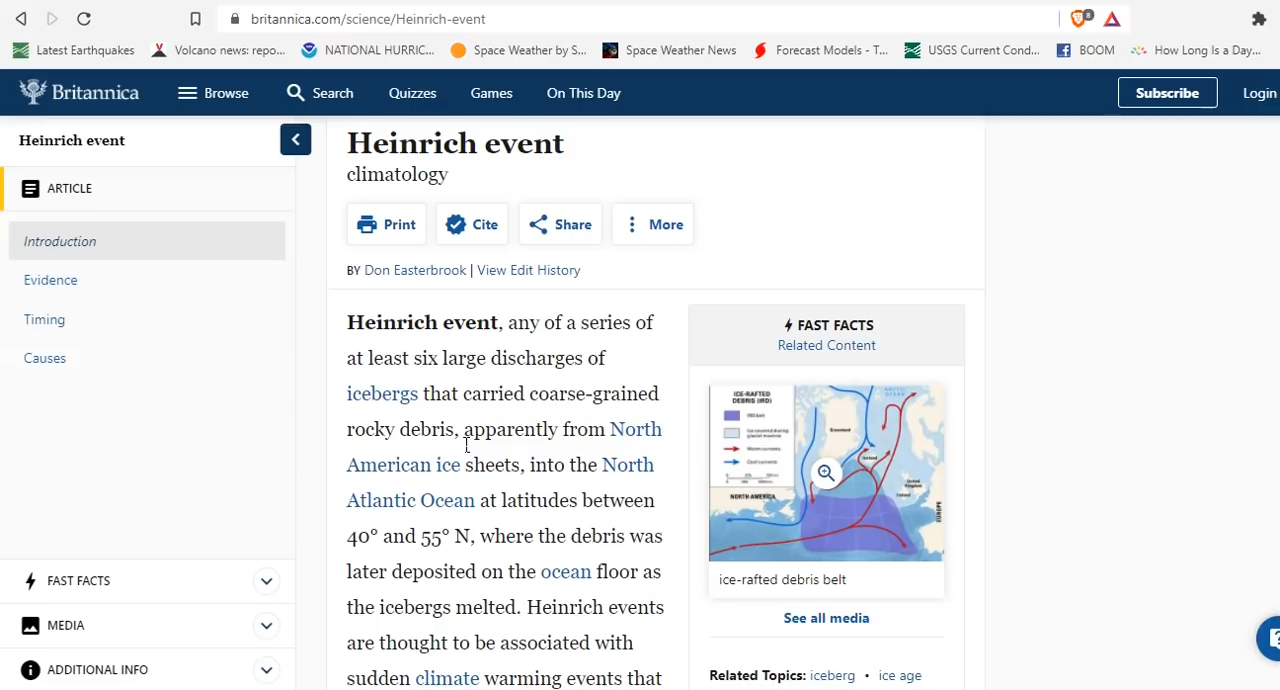 britannica.com/science/Heinrich-event
8
Latest Earthquakes
Volcano news: repo...
NATIONAL HURRIC...
Space Weather by S...
Space Weather News
Forecast Models - T...
USGS Current Cond...
BOOM
How Long Is a Day...
Britannica
Browse
Search
Quizzes
Games
On This Day
Subscribe
Login
Heinrich event
ARTICLE
Introduction
Evidence
Timing
Causes
FAST FACTS
MEDIA
ADDITIONAL INFO
Heinrich event
climatology
Print
Cite
Share
More
BY Don Easterbrook | View Edit History
Heinrich event, any of a series of
at least six large discharges of
icebergs that carried coarse-grained
rocky debris, apparently from North
American ice sheets, into the North
Atlantic Ocean at latitudes between
40° and 55° N, where the debris was
later deposited on the ocean floor as
the icebergs melted. Heinrich events
are thought to be associated with
sudden climate warming events that
FAST FACTS
Related Content
ICE-RAFTED
DEBRIS (IRD)
ARCTIC
OCEAN
Greenland
Iceland
United
Kingdom
NORTH AMERICA
EUROPE
ice-rafted debris belt
See all media
Related Topics: iceberg • ice age